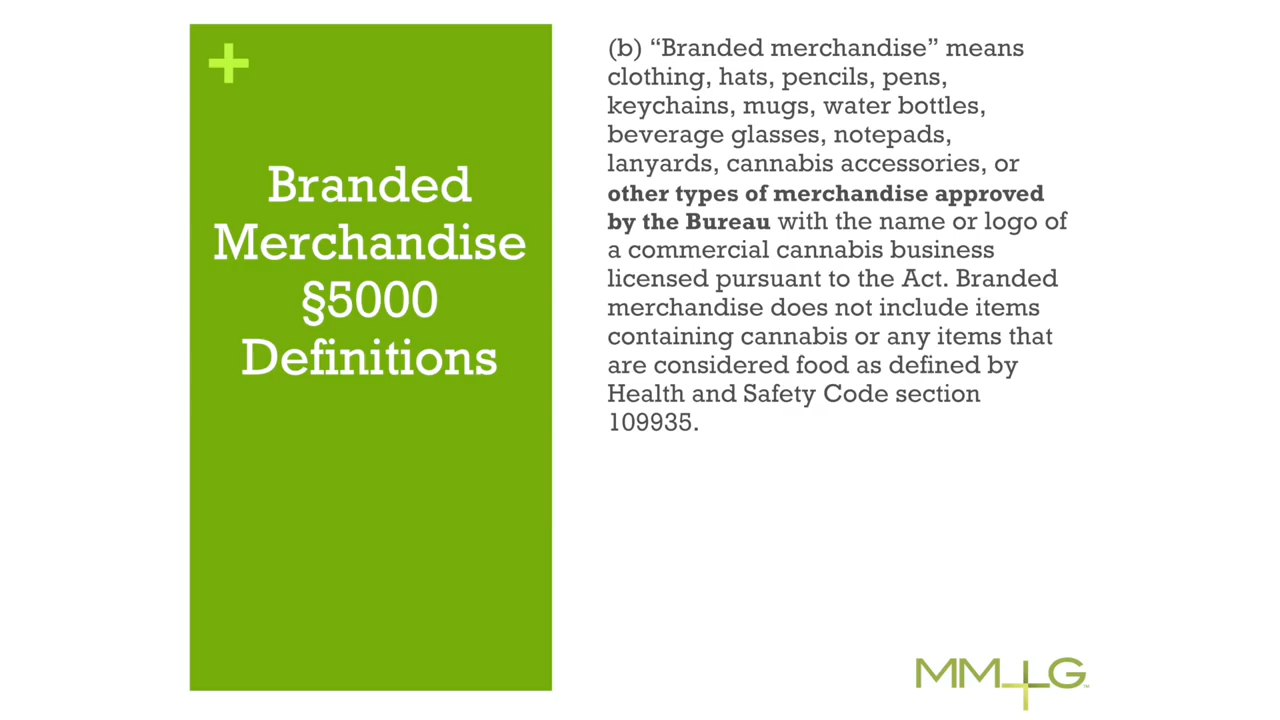 +
Branded
Merchandise
§5000
Definitions
(b) “Branded merchandise” means
clothing, hats, pencils, pens,
keychains, mugs, water bottles,
beverage glasses, notepads,
lanyards, cannabis accessories, or
other types of merchandise approved
by the Bureau with the name or logo of
a commercial cannabis business
licensed pursuant to the Act. Branded
merchandise does not include items
containing cannabis or any items that
are considered food as defined by
Health and Safety Code section
109935.
MMLG™